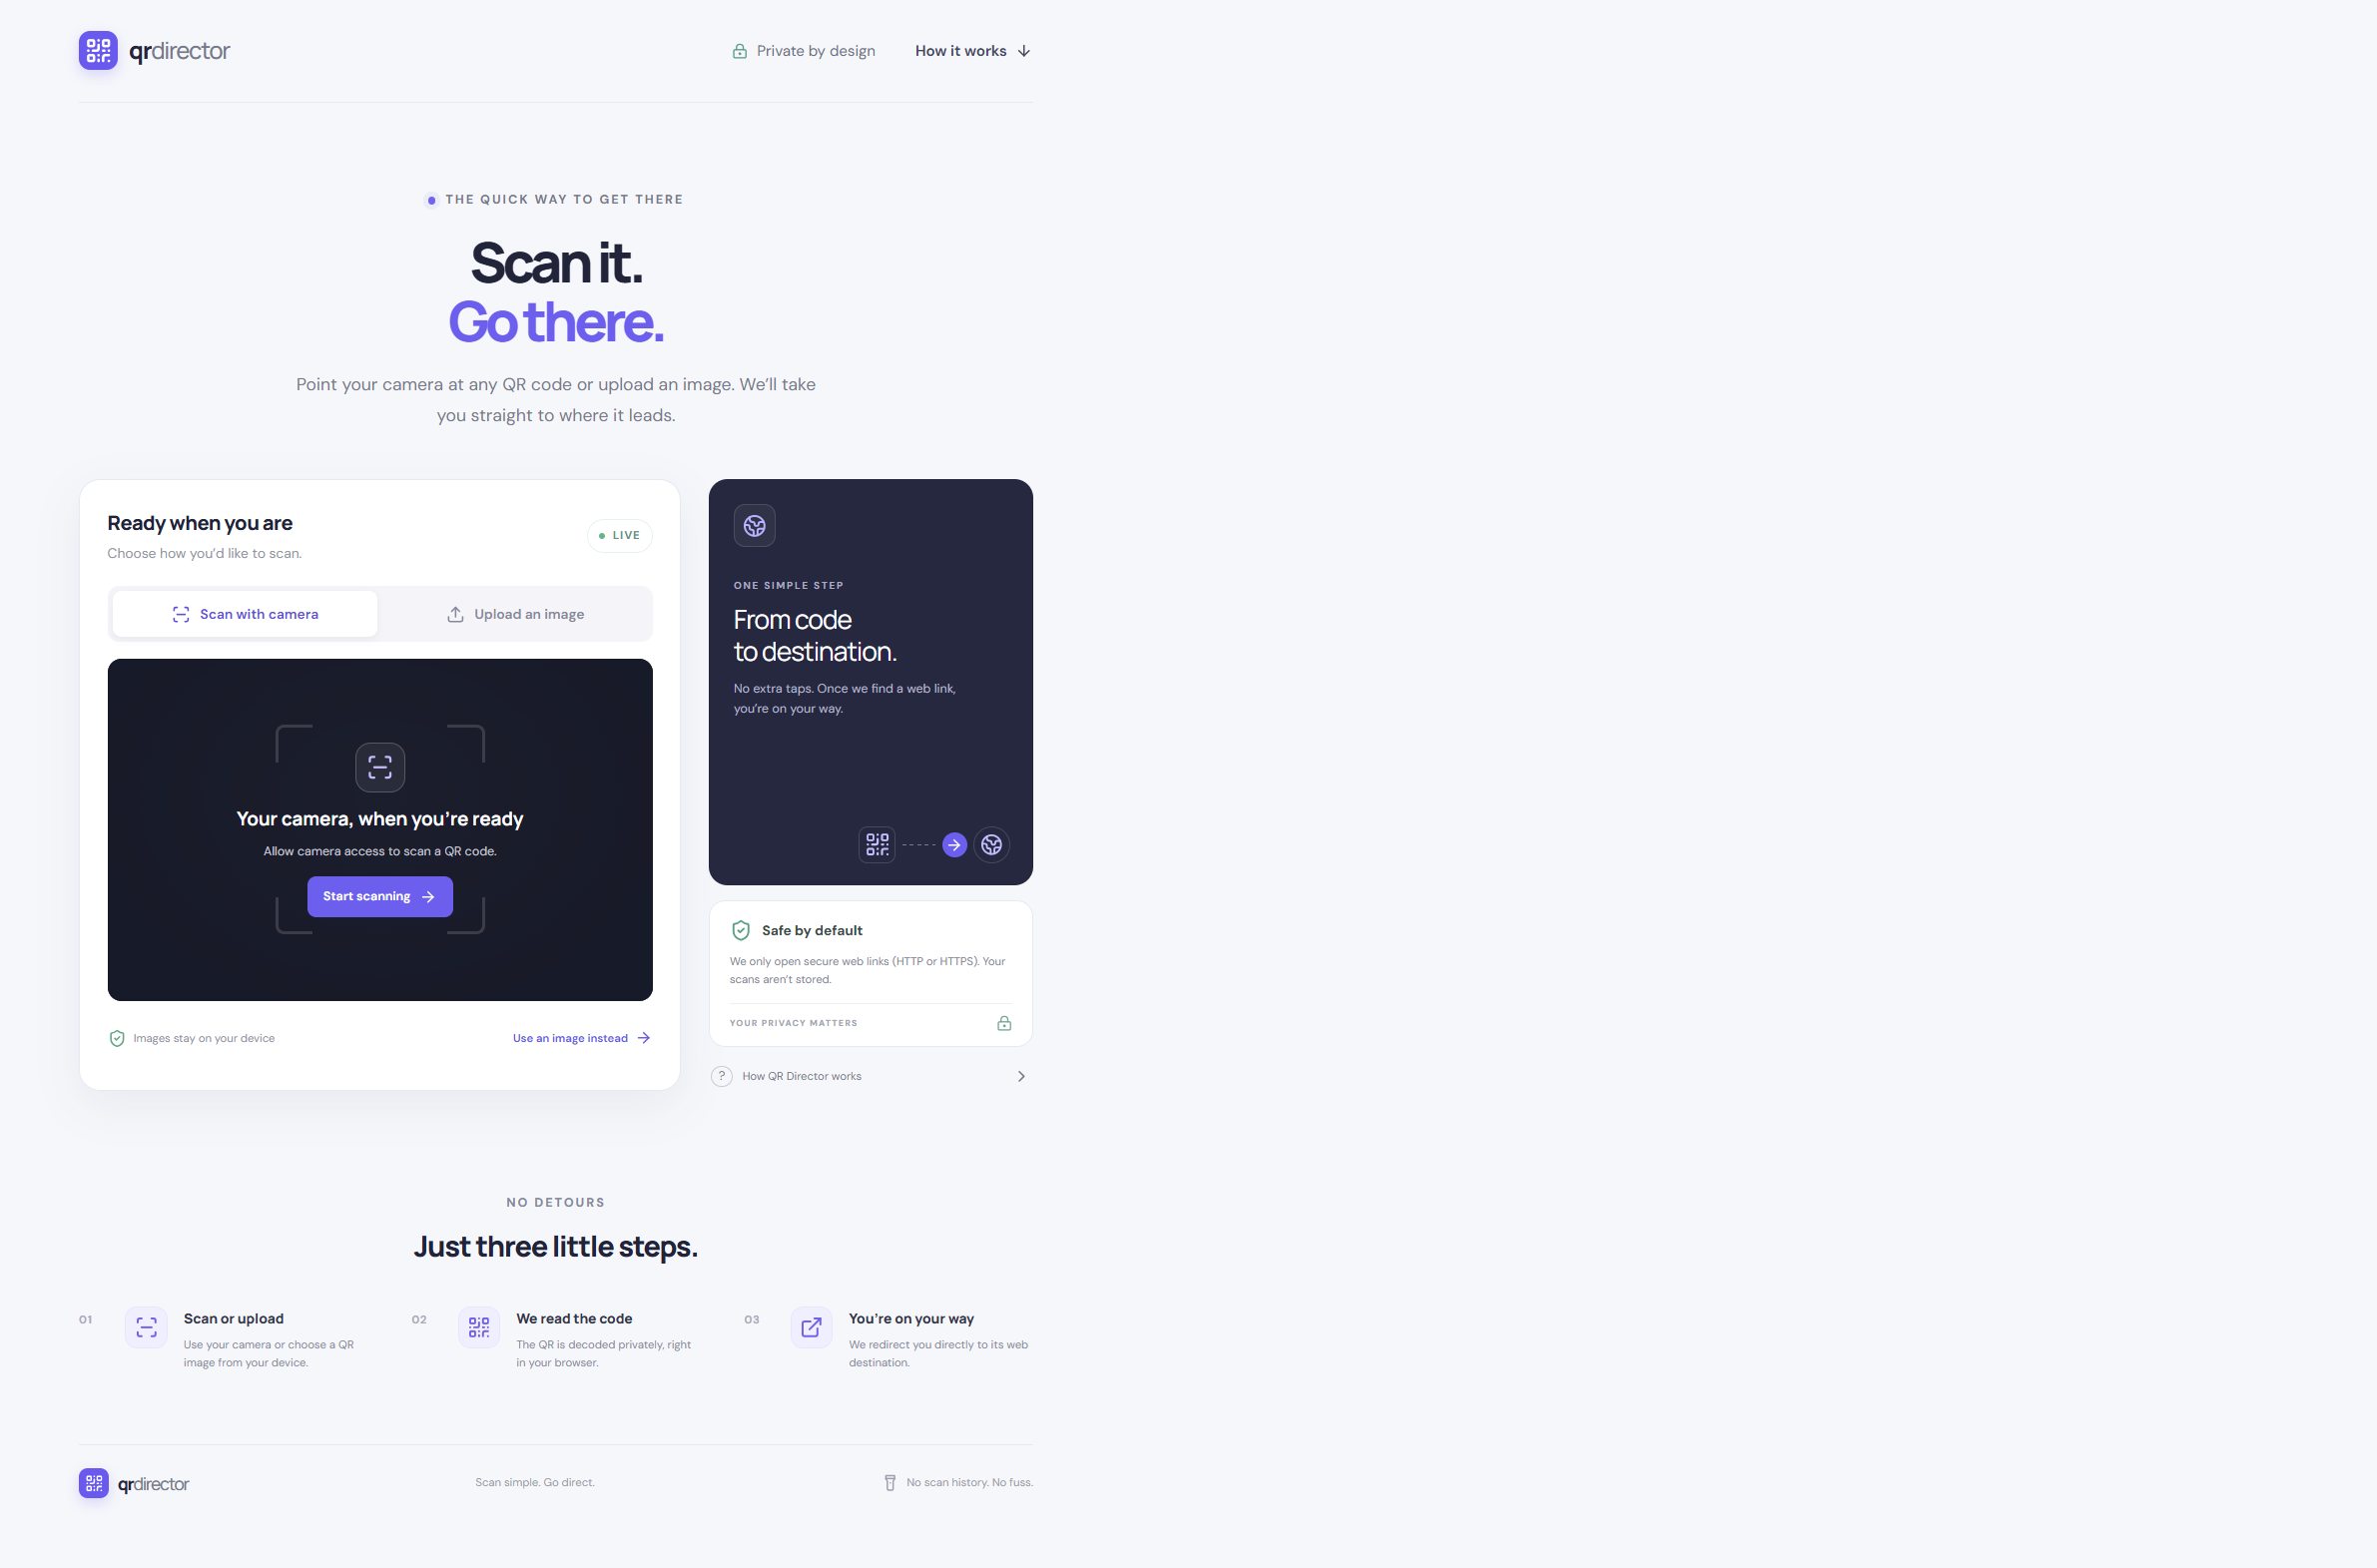 qrdirector
Private by design
How it works
THE QUICK WAY TO GET THERE
Scan it.
Go there.
Point your camera at any QR code or upload an image. We’ll take
you straight to where it leads.
Ready when you are
Choose how you’d like to scan.
LIVE
Scan with camera
Upload an image
Your camera, when you’re ready
Allow camera access to scan a QR code.
Start scanning
Images stay on your device
Use an image instead
ONE SIMPLE STEP
From code
to destination.
No extra taps. Once we find a web link,
you’re on your way.
Safe by default
We only open secure web links (HTTP or HTTPS). Your
scans aren’t stored.
YOUR PRIVACY MATTERS
? How QR Director works
NO DETOURS
Just three little steps.
01
Scan or upload
Use your camera or choose a QR
image from your device.
02
We read the code
The QR is decoded privately, right
in your browser.
03
You’re on your way
We redirect you directly to its web
destination.
qrdirector
Scan simple. Go direct.
No scan history. No fuss.